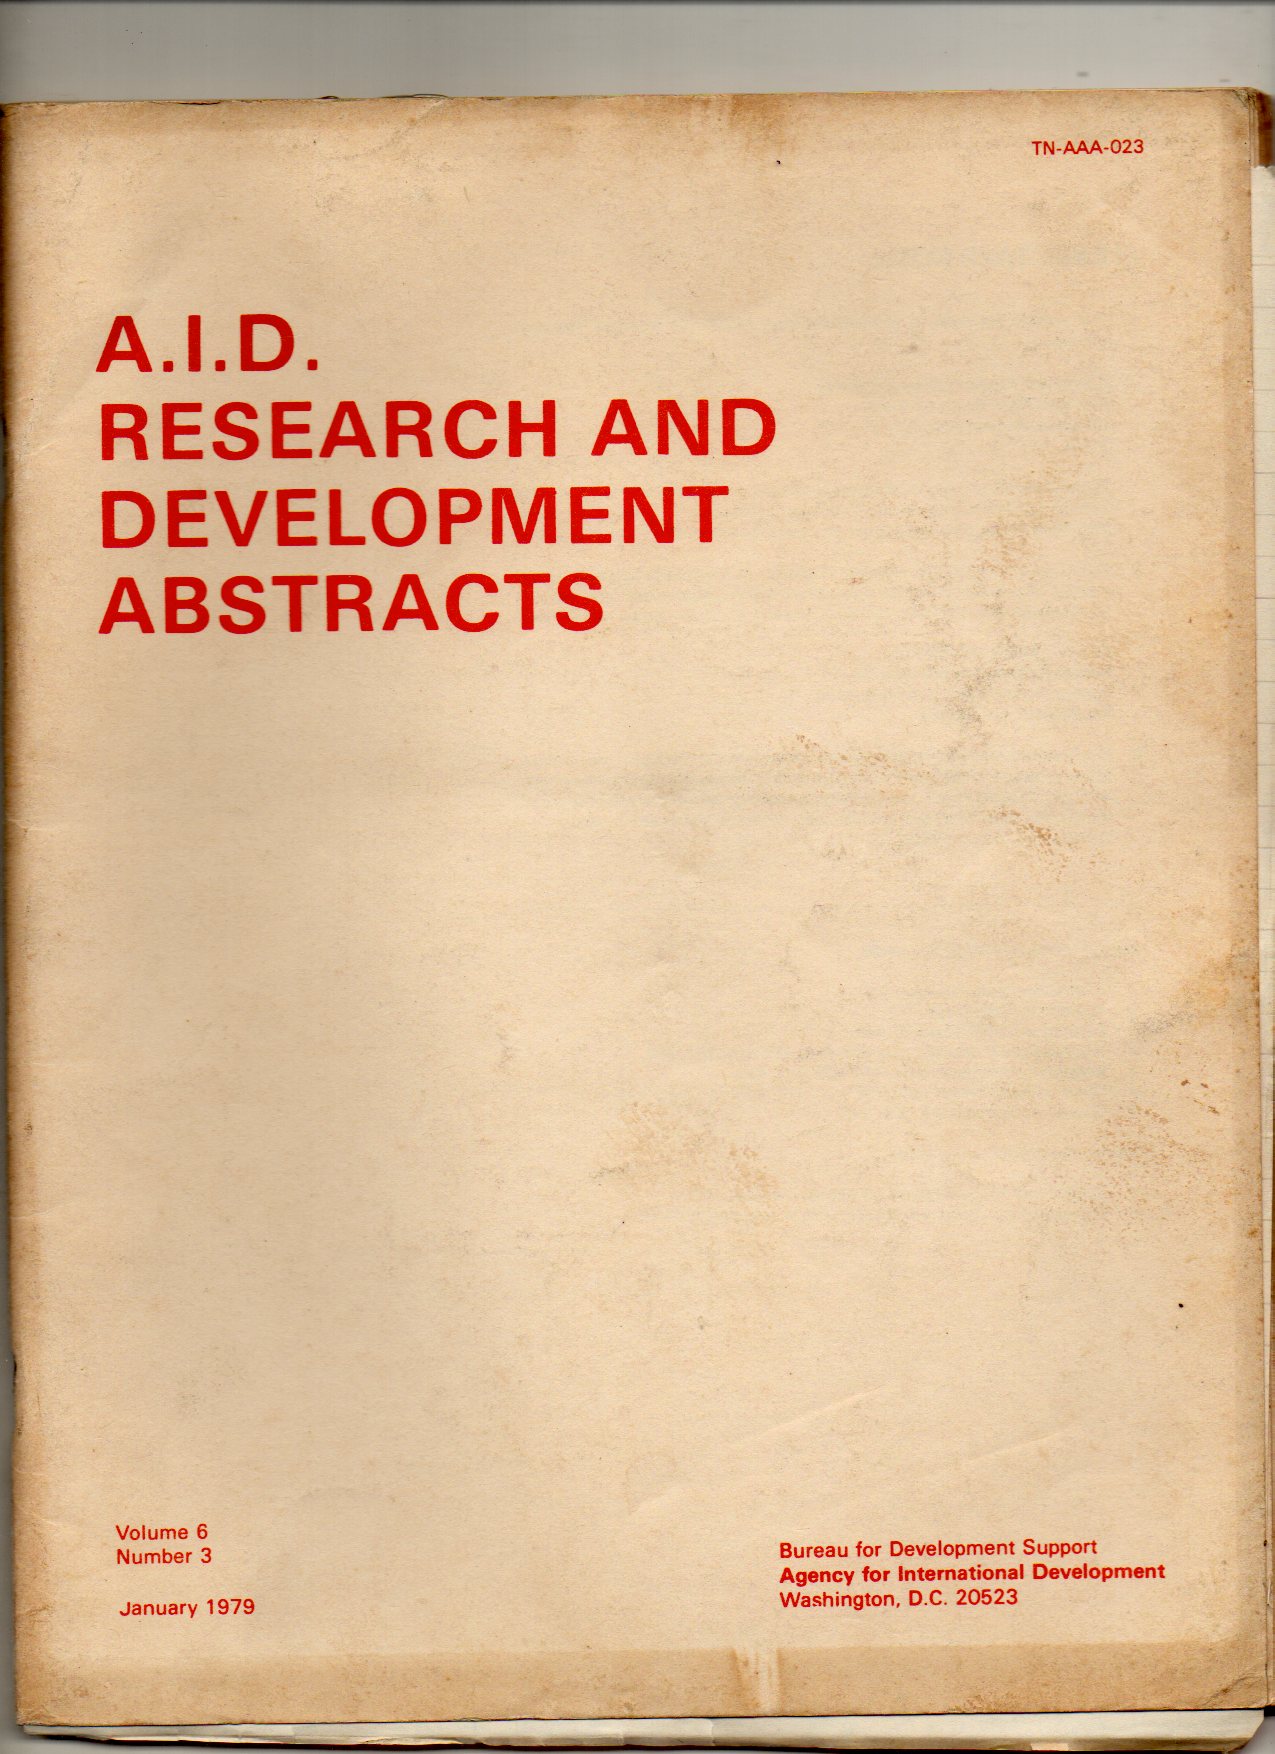 TN-AAA-023
A.I.D.
RESEARCH AND
DEVELOPMENT
ABSTRACTS
Volume 6
Number 3
January 1979
Bureau for Development Support
Agency for International Development
Washington, D.C. 20523